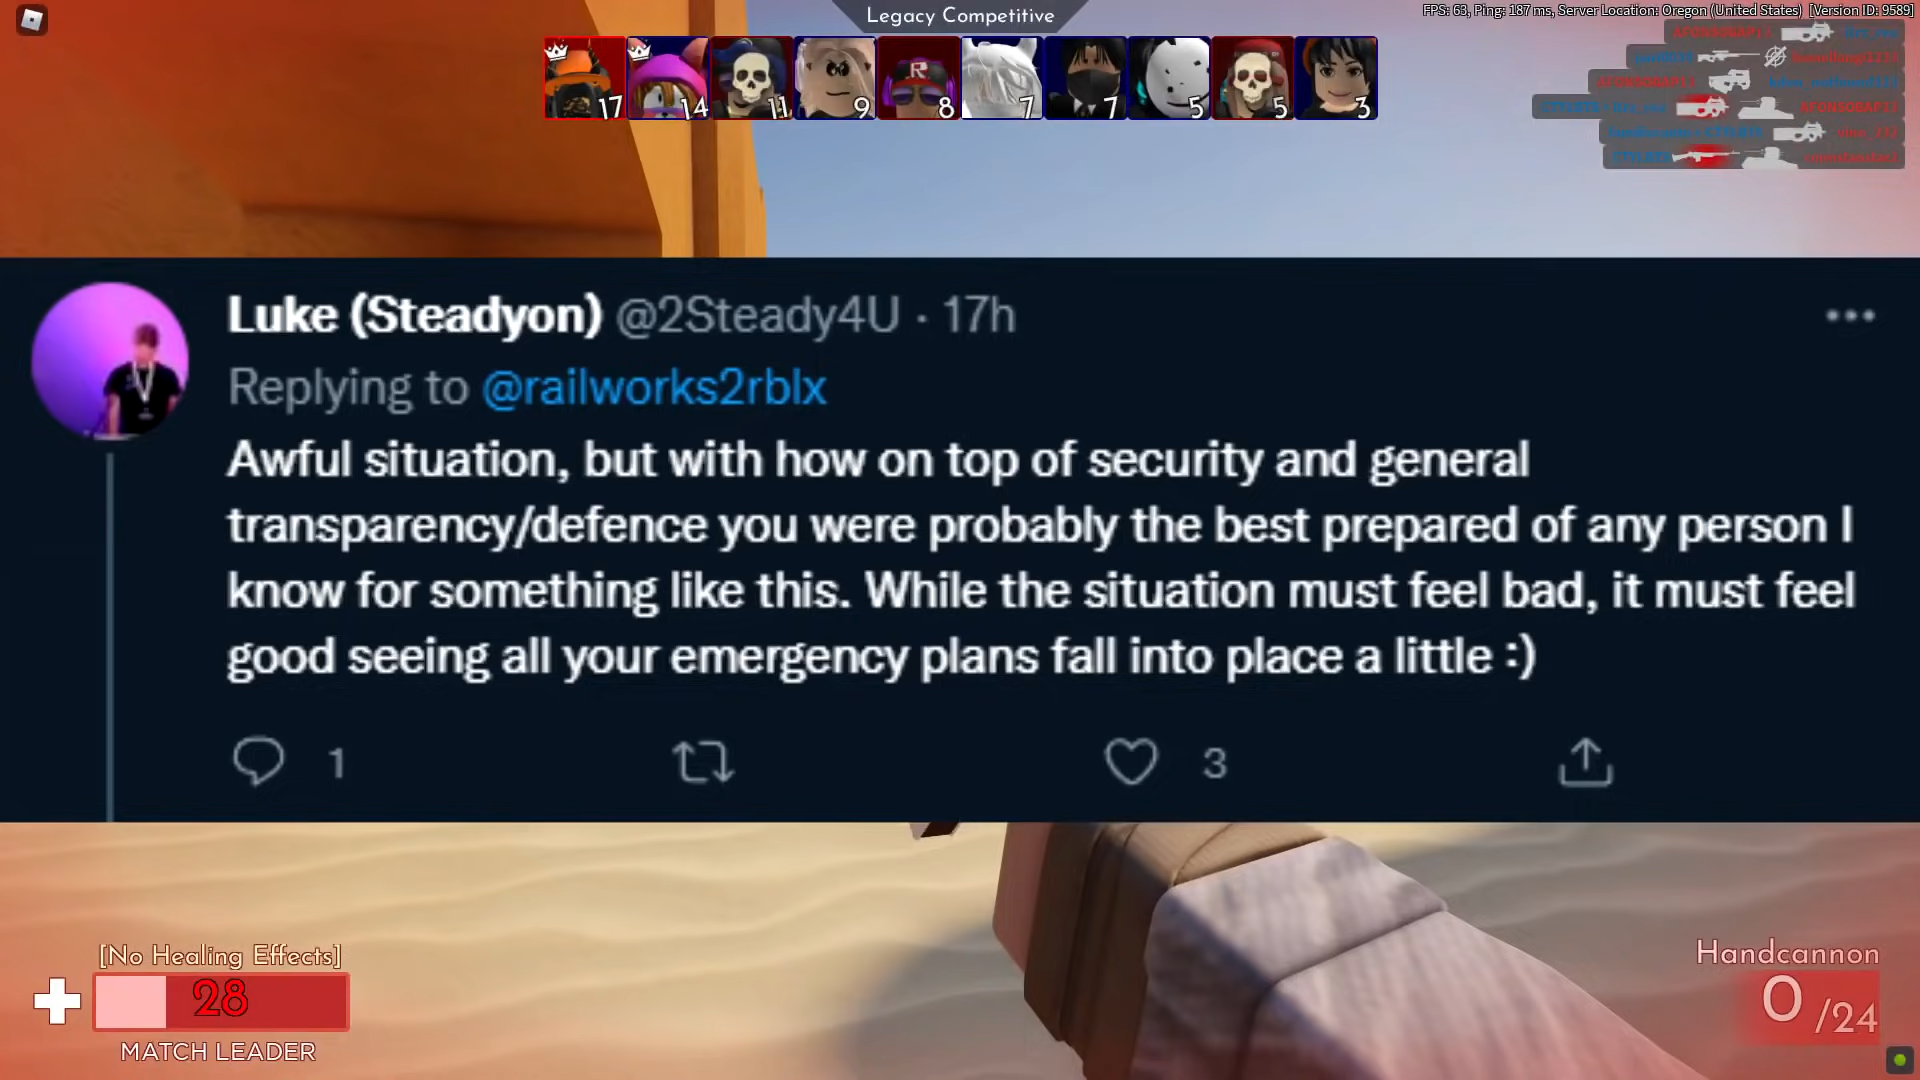 Legacy Competitive
FPS: 63, Ping: 187 ms, Server Location: Oregon (United States) [Version ID: 9589]
17 14 11 9 8 7 7 5 5 3
R
AFONSOBAP13
AFONSOBAP13
AFONSOBAP13
Luke (Steadyon) @2Steady4U · 17h
Replying to @railworks2rblx
Awful situation, but with how on top of security and general
transparency/defence you were probably the best prepared of any person I
know for something like this. While the situation must feel bad, it must feel
good seeing all your emergency plans fall into place a little :)
1 3
[No Healing Effects]
28
MATCH LEADER
Handcannon
0 /24